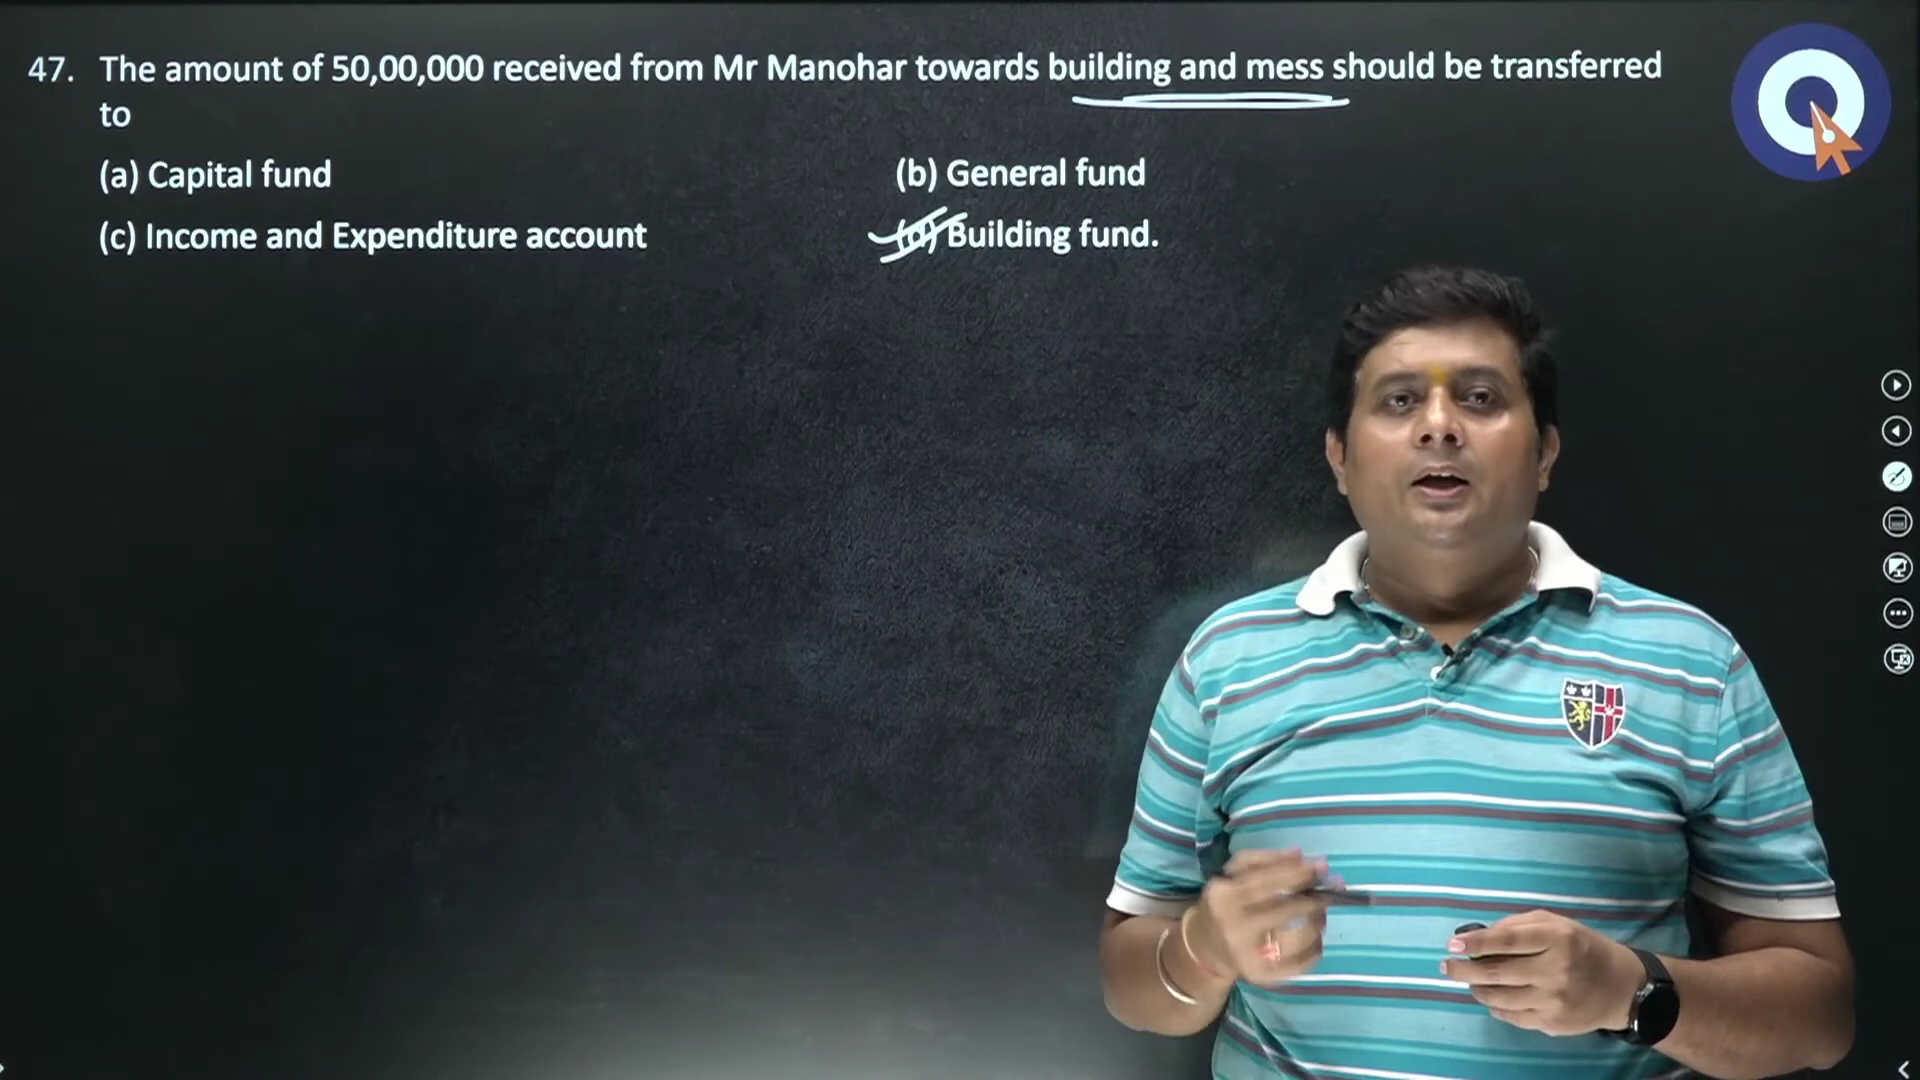 47. The amount of 50,00,000 received from Mr Manohar towards building and mess should be transferred
to
(a) Capital fund (b) General fund
(c) Income and Expenditure account (d) Building fund.